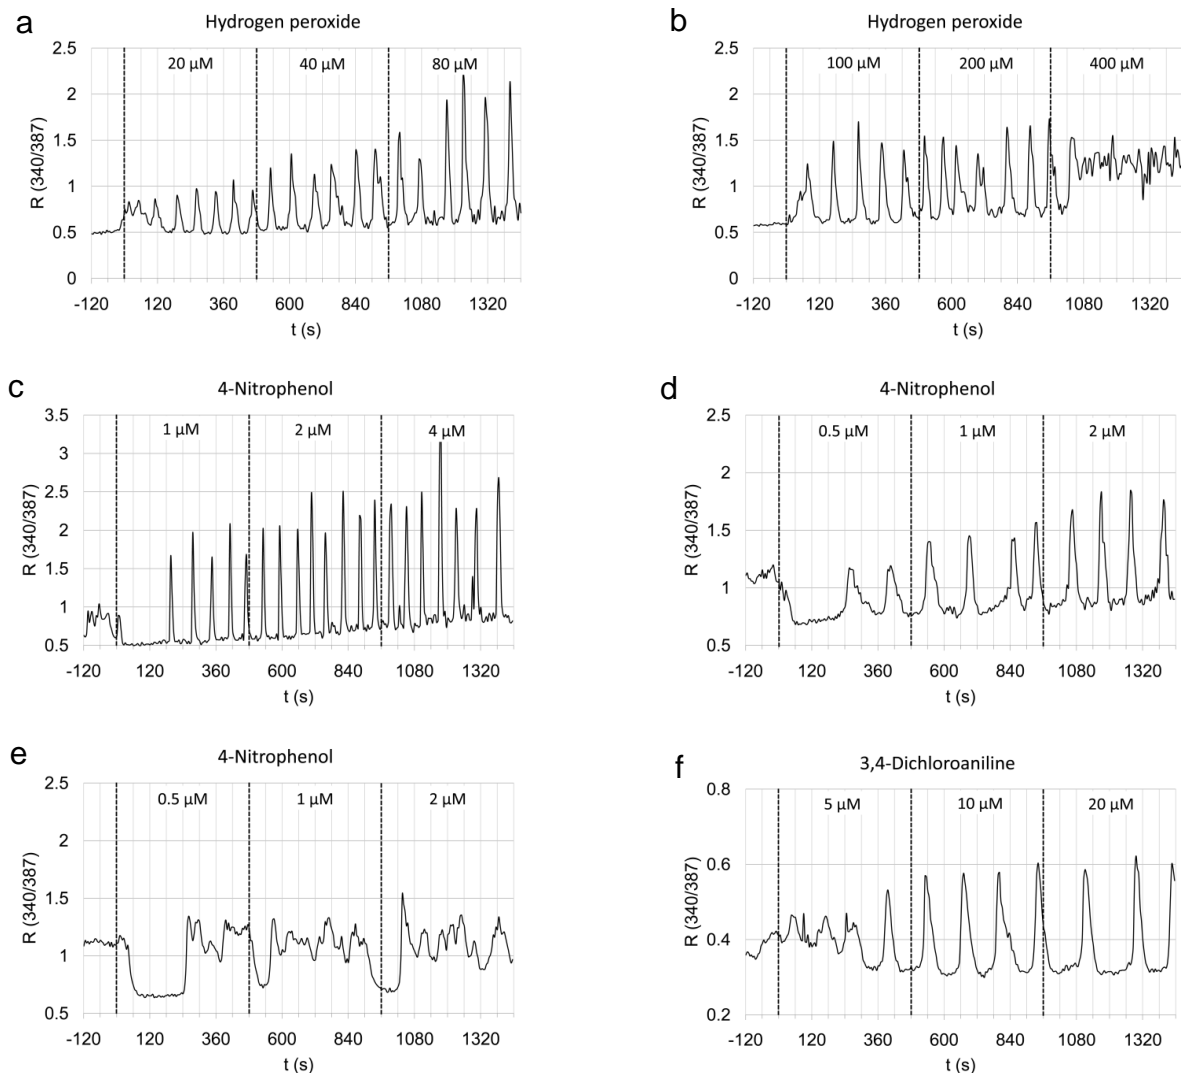 a
Hydrogen peroxide
20 µM 40 µM 80 µM
R (340/387)
2.5
2
1.5
1
0.5
0
-120 120 360 600 840 1080 1320
t (s)
b
Hydrogen peroxide
100 µM 200 µM 400 µM
R (340/387)
2.5
2
1.5
1
0.5
0
-120 120 360 600 840 1080 1320
t (s)
c
4-Nitrophenol
1 µM 2 µM 4 µM
R (340/387)
3.5
3
2.5
2
1.5
1
0.5
-120 120 360 600 840 1080 1320
t (s)
d
4-Nitrophenol
0.5 µM 1 µM 2 µM
R (340/387)
2.5
2
1.5
1
0.5
-120 120 360 600 840 1080 1320
t (s)
e
4-Nitrophenol
0.5 µM 1 µM 2 µM
R (340/387)
2.5
2
1.5
1
0.5
-120 120 360 600 840 1080 1320
t (s)
f
3,4-Dichloroaniline
5 µM 10 µM 20 µM
R (340/387)
0.8
0.6
0.4
0.2
-120 120 360 600 840 1080 1320
t (s)